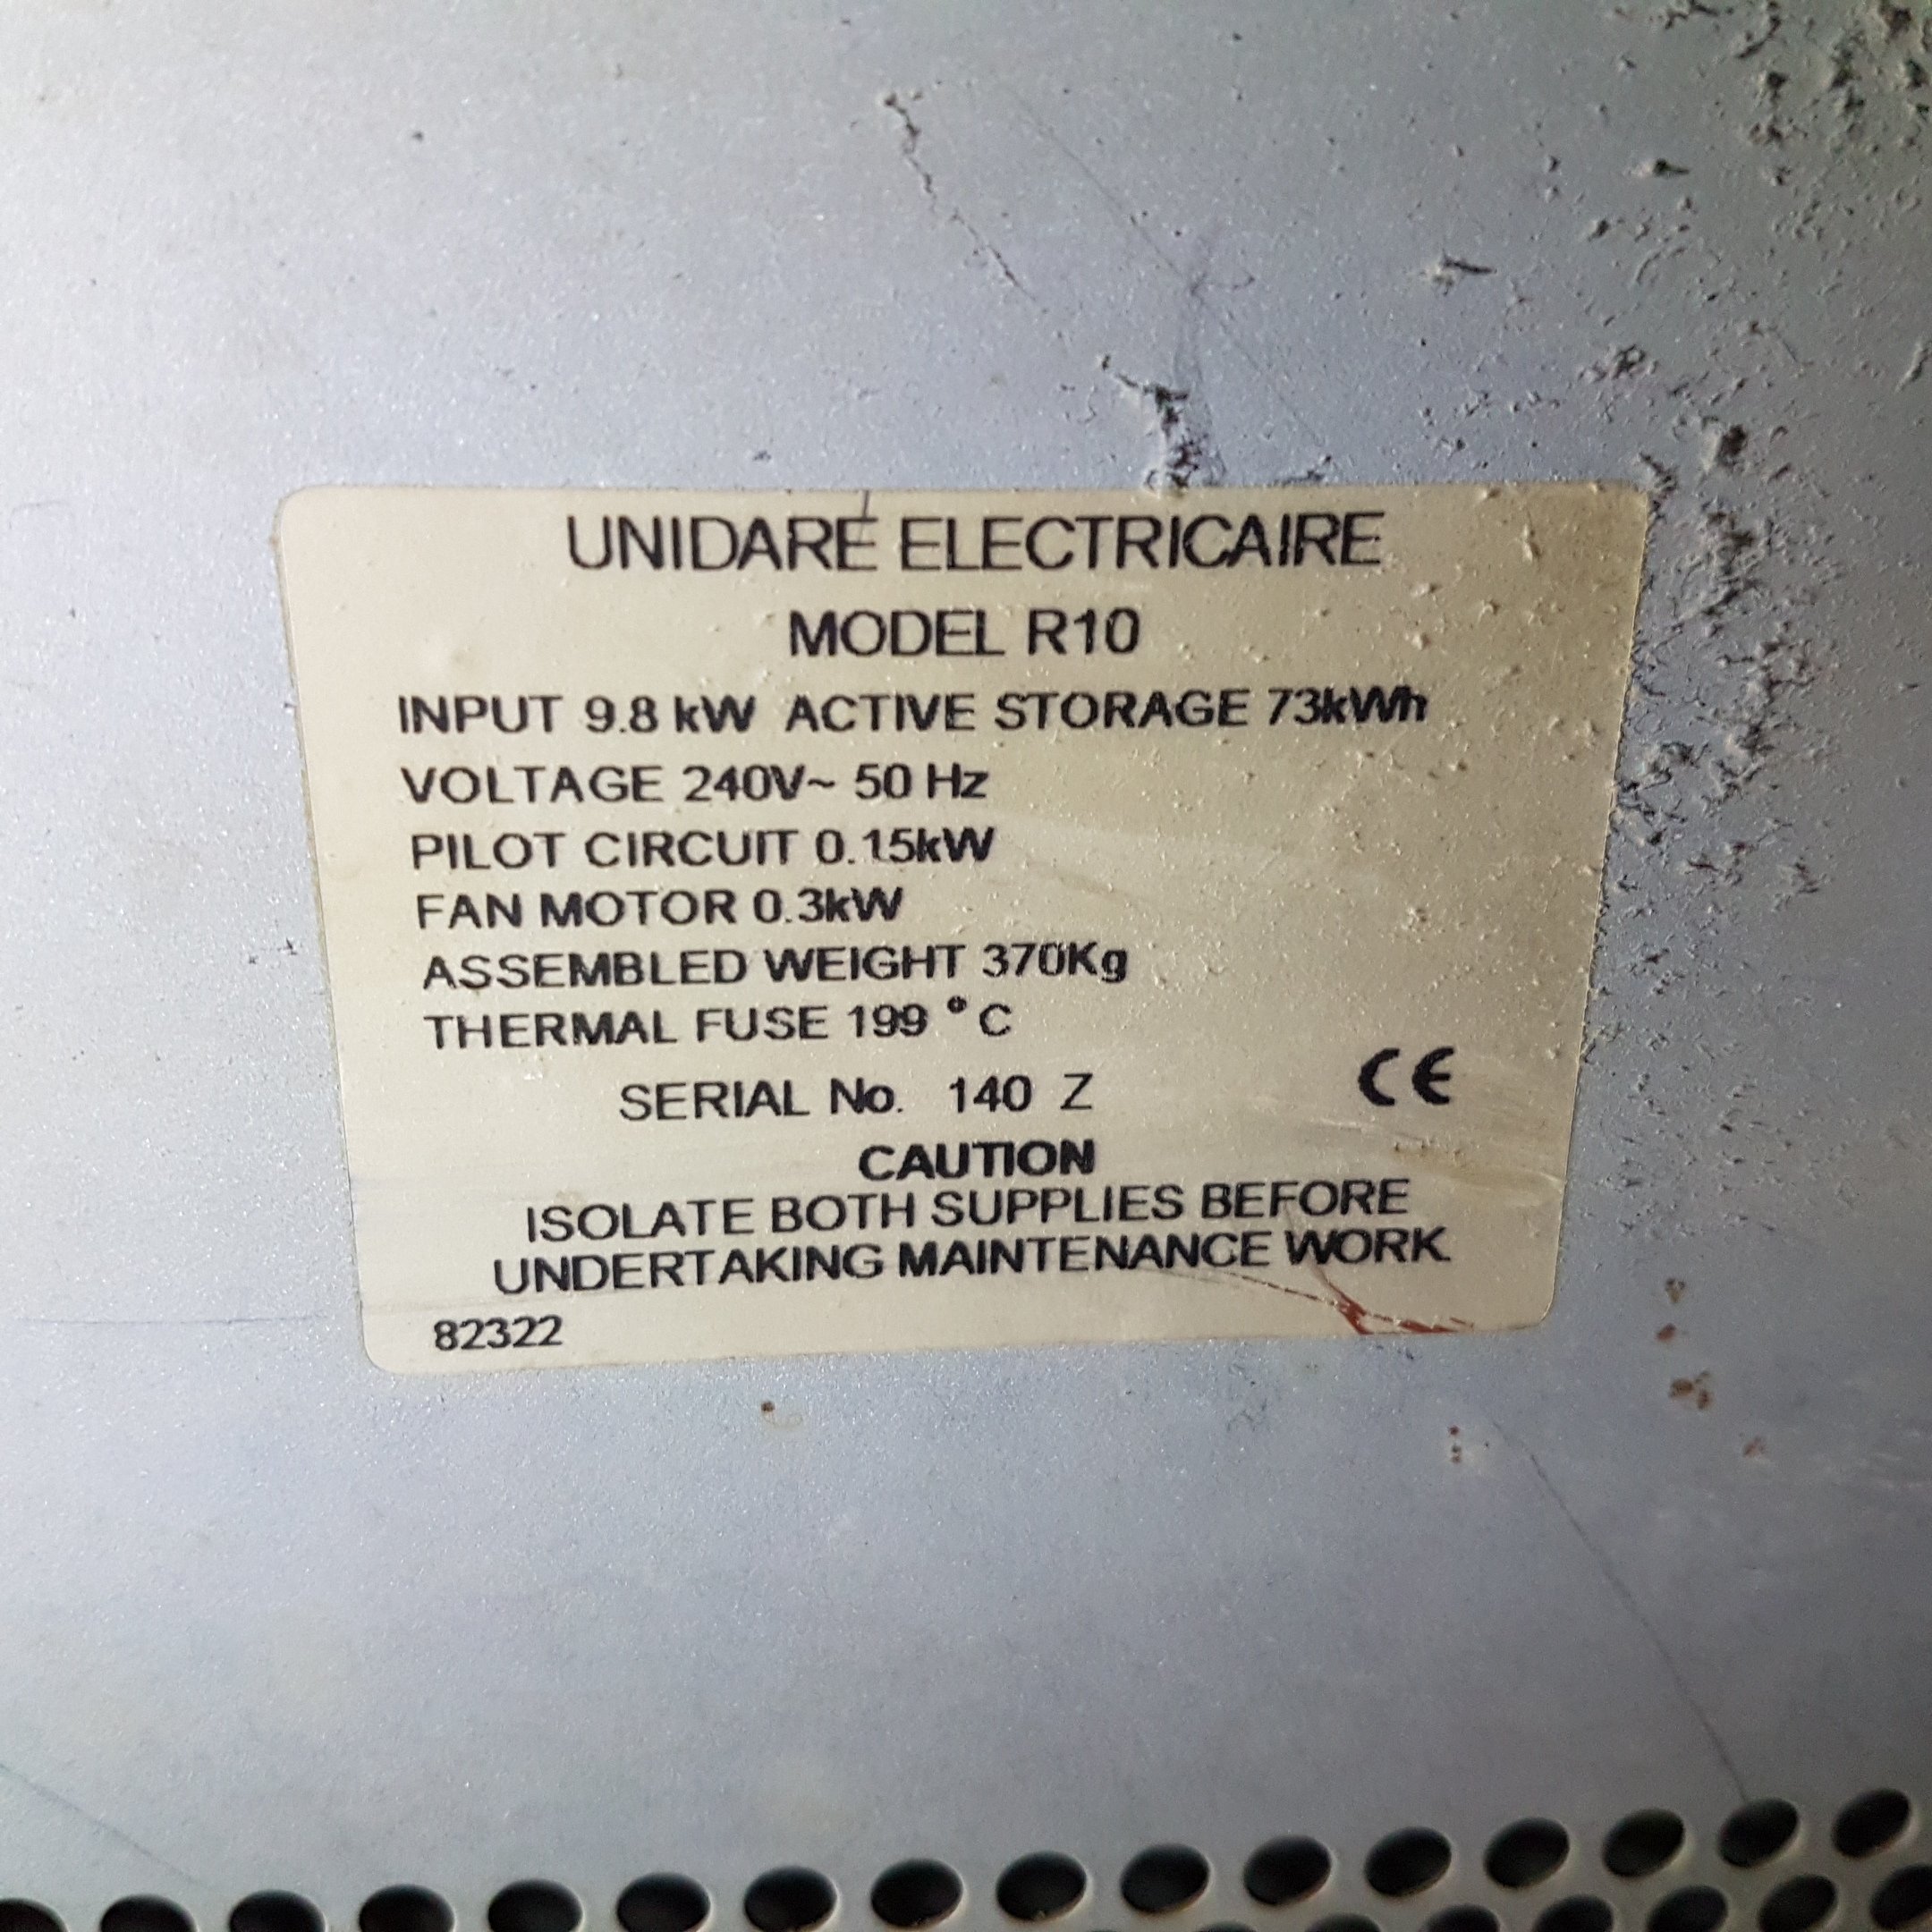 UNIDARE ELECTRICAIRE
MODEL R10
INPUT 9.8 kW ACTIVE STORAGE 73kWh
VOLTAGE 240V~ 50 Hz
PILOT CIRCUIT 0.15kW
FAN MOTOR 0.3kW
ASSEMBLED WEIGHT 370Kg
THERMAL FUSE 199 °C
SERIAL No. 140 Z
CE
CAUTION
ISOLATE BOTH SUPPLIES BEFORE
UNDERTAKING MAINTENANCE WORK.
82322